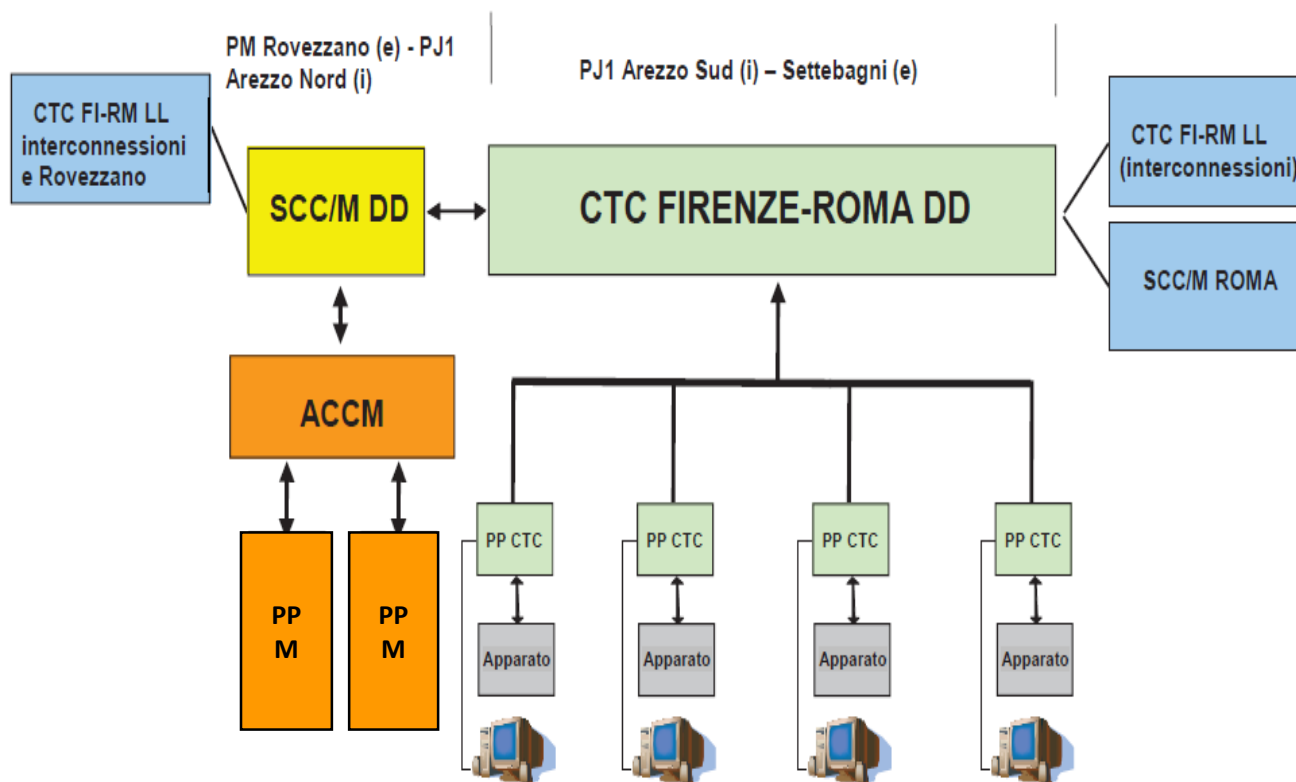 PM Rovezzano (e) - PJ1
Arezzo Nord (i)
PJ1 Arezzo Sud (i) – Settebagni (e)
CTC FI-RM LL
interconnessioni
e Rovezzano
SCC/M DD
CTC FIRENZE-ROMA DD
CTC FI-RM LL
(interconnessioni)
SCC/M ROMA
ACCM
PP
M
PP
M
PP CTC
PP CTC
PP CTC
PP CTC
Apparato
Apparato
Apparato
Apparato